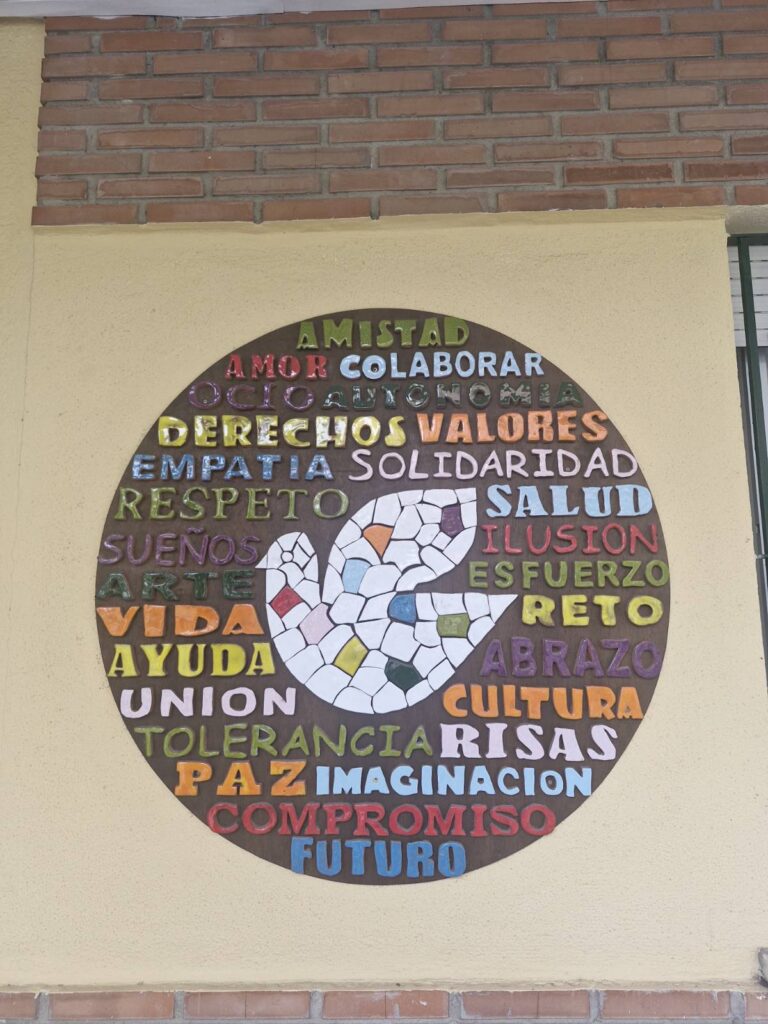 AMISTAD
AMOR COLABORAR
OCIO AUTONOMIA
DERECHOS VALORES
EMPATIA SOLIDARIDAD
RESPETO SALUD
SUEÑOS ILUSION
ARTE ESFUERZO
VIDA RETO
AYUDA ABRAZO
UNION CULTURA
TOLERANCIA RISAS
PAZ IMAGINACION
COMPROMISO
FUTURO